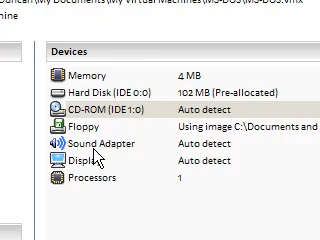 Duncan\My Documents\My Virtual Machines\MS-DOS\MS-DOS.vmx
hine
Devices
Memory 4 MB
Hard Disk (IDE 0:0) 102 MB (Pre-allocated)
CD-ROM (IDE 1:0) Auto detect
Floppy Using image C:\Documents and
Sound Adapter Auto detect
Display Auto detect
Processors 1